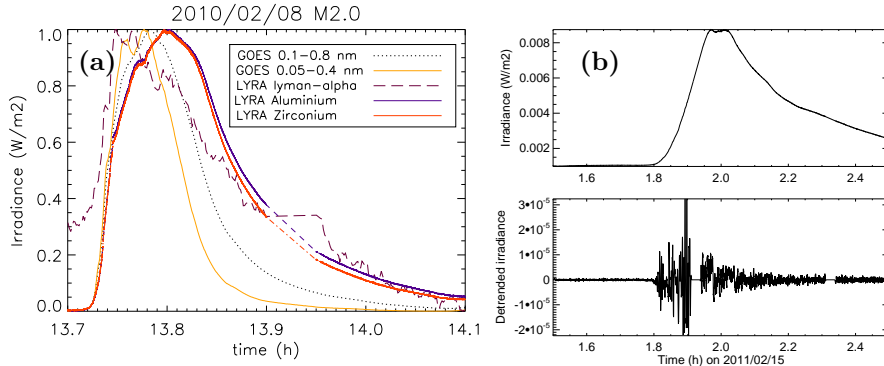 2010/02/08 M2.0
(a)
GOES 0.1-0.8 nm
GOES 0.05-0.4 nm
LYRA lyman-alpha
LYRA Aluminium
LYRA Zirconium
Irradiance (W/m2)
1.0
0.8
0.6
0.4
0.2
0.0
13.7 13.8 13.9 14.0 14.1
time (h)
(b)
Irradiance (W/m2)
0.008
0.006
0.004
0.002
1.6 1.8 2.0 2.2 2.4
Detrended irradiance
3•10⁻⁵
2•10⁻⁵
1•10⁻⁵
0
-1•10⁻⁵
-2•10⁻⁵
1.6 1.8 2.0 2.2 2.4
Time (h) on 2011/02/15